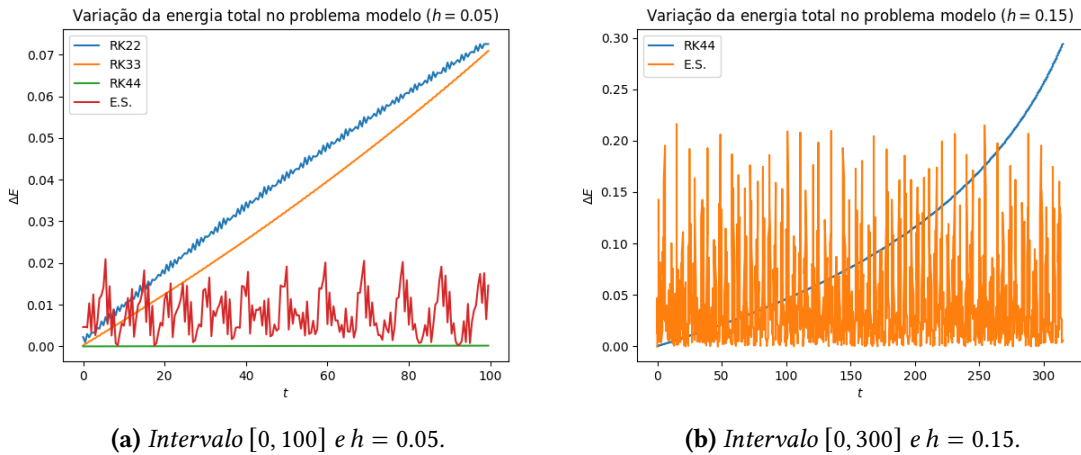 Variação da energia total no problema modelo (h = 0.05)
ΔE
0.07
0.06
0.05
0.04
0.03
0.02
0.01
0.00
RK22
RK33
RK44
E.S.
0 20 40 60 80 100
t
(a) Intervalo [0, 100] e h = 0.05.
Variação da energia total no problema modelo (h = 0.15)
ΔE
0.30
0.25
0.20
0.15
0.10
0.05
0.00
RK44
E.S.
0 50 100 150 200 250 300
t
(b) Intervalo [0, 300] e h = 0.15.